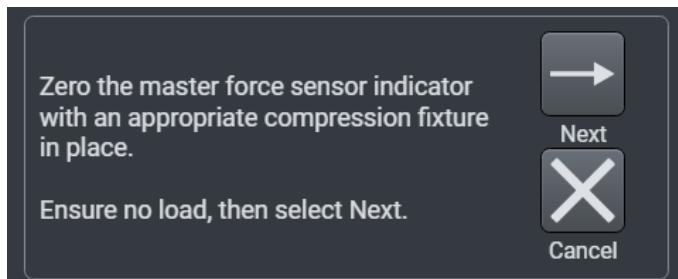 Zero the master force sensor indicator
with an appropriate compression fixture
in place.
Ensure no load, then select Next.
Next
Cancel